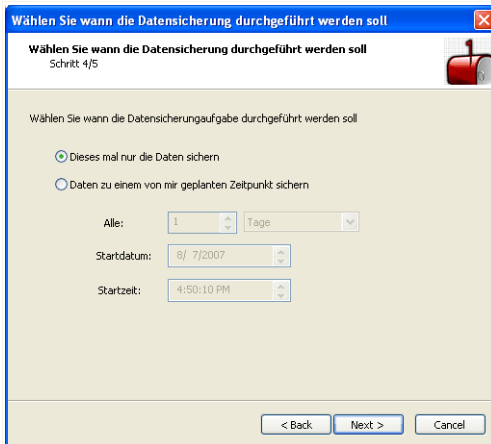 Wählen Sie wann die Datensicherung durchgeführt werden soll
Wählen Sie wann die Datensicherung durchgeführt werden soll
Schritt 4/5
Wählen Sie wann die Datensicherungaufgabe durchgeführt werden soll
Dieses mal nur die Daten sichern
Daten zu einem von mir geplanten Zeitpunkt sichern
Alle: 1 Tage
Startdatum: 8/ 7/2007
Startzeit: 4:50:10 PM
< Back Next > Cancel